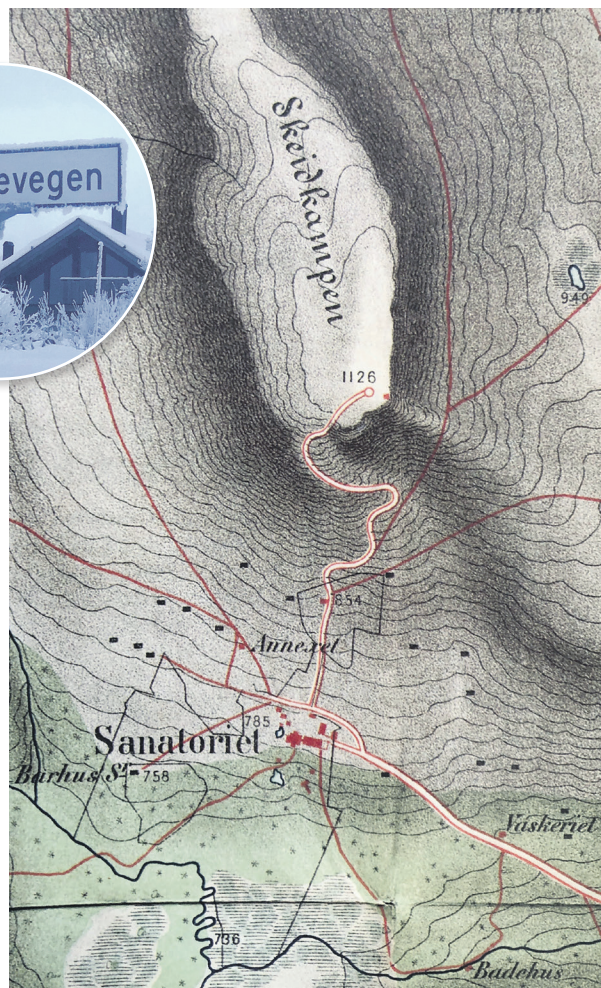 evegen
Skeidkampen
949
1126
854
Annexet
785
Sanatoriet
Barhus St.
758
Vaskeriet
736
Badehus